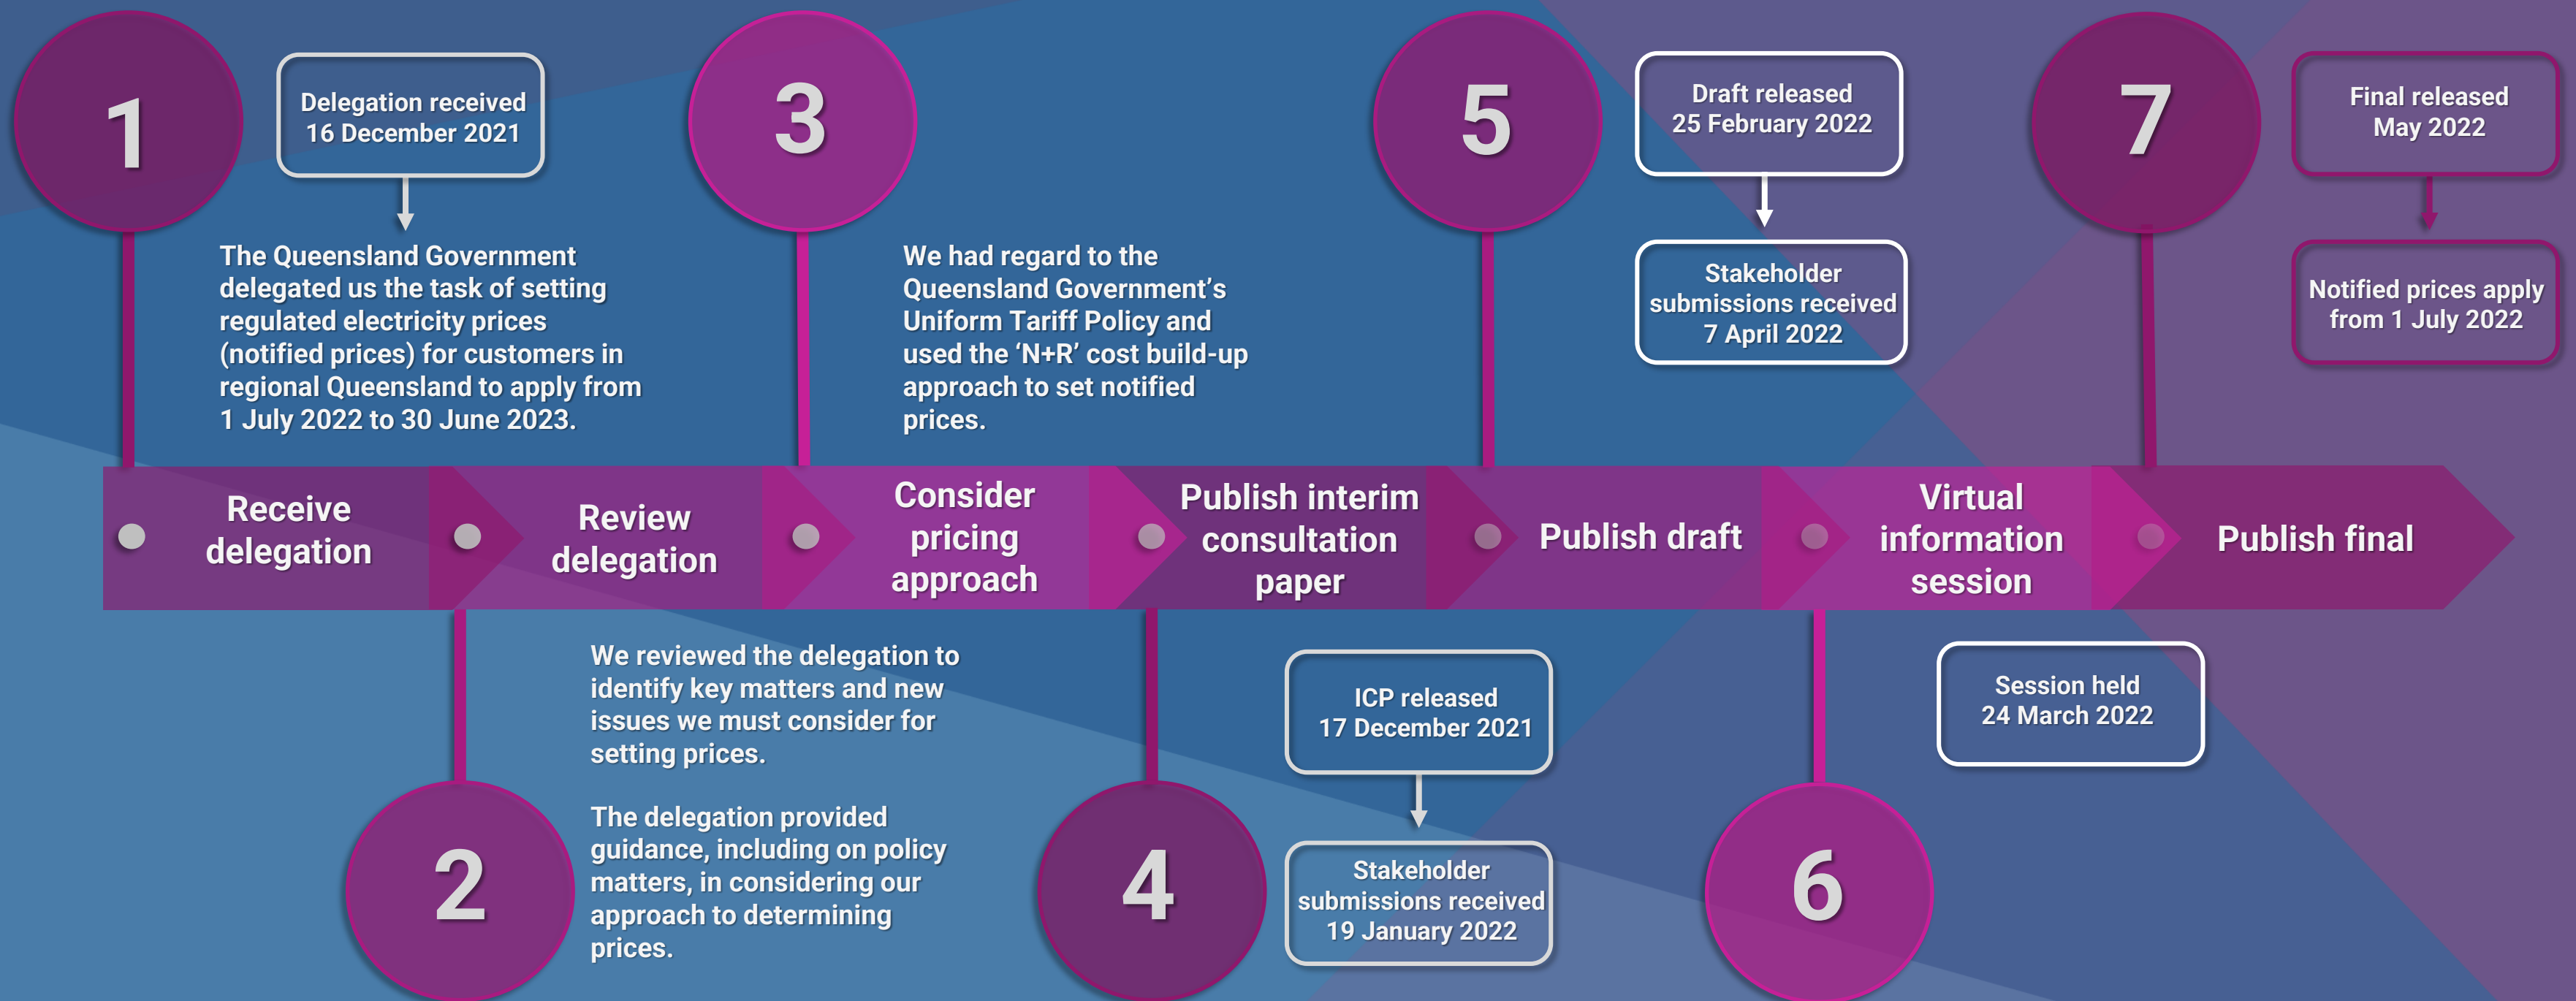 1
Delegation received
16 December 2021
The Queensland Government
delegated us the task of setting
regulated electricity prices
(notified prices) for customers in
regional Queensland to apply from
1 July 2022 to 30 June 2023.
3
We had regard to the
Queensland Government’s
Uniform Tariff Policy and
used the ‘N+R’ cost build-up
approach to set notified
prices.
5
Draft released
25 February 2022
Stakeholder
submissions received
7 April 2022
7
Final released
May 2022
Notified prices apply
from 1 July 2022
Receive
delegation
Review
delegation
Consider
pricing
approach
Publish interim
consultation
paper
Publish draft
Virtual
information
session
Publish final
2
We reviewed the delegation to
identify key matters and new
issues we must consider for
setting prices.
The delegation provided
guidance, including on policy
matters, in considering our
approach to determining
prices.
4
ICP released
17 December 2021
Stakeholder
submissions received
19 January 2022
6
Session held
24 March 2022